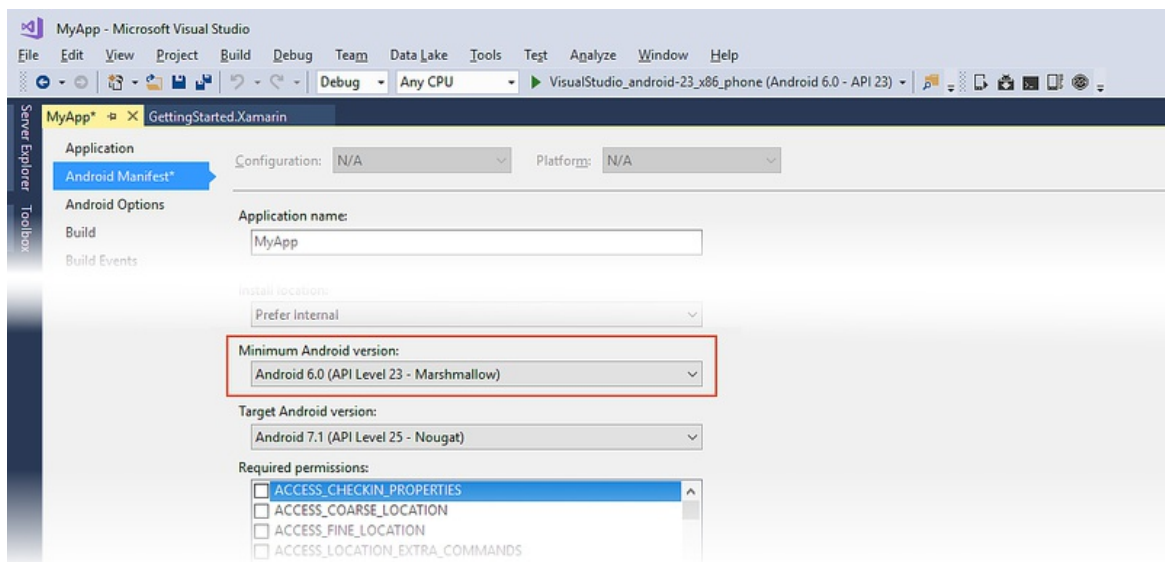 MyApp - Microsoft Visual Studio
File Edit View Project Build Debug Team Data Lake Tools Test Analyze Window Help
Debug Any CPU VisualStudio_android-23_x86_phone (Android 6.0 - API 23)
Server Explorer
Toolbox
MyApp* GettingStarted.Xamarin
Application
Android Manifest*
Android Options
Build
Build Events
Configuration: N/A Platform: N/A
Application name:
MyApp
Install location:
Prefer Internal
Minimum Android version:
Android 6.0 (API Level 23 - Marshmallow)
Target Android version:
Android 7.1 (API Level 25 - Nougat)
Required permissions:
ACCESS_CHECKIN_PROPERTIES
ACCESS_COARSE_LOCATION
ACCESS_FINE_LOCATION
ACCESS_LOCATION_EXTRA_COMMANDS